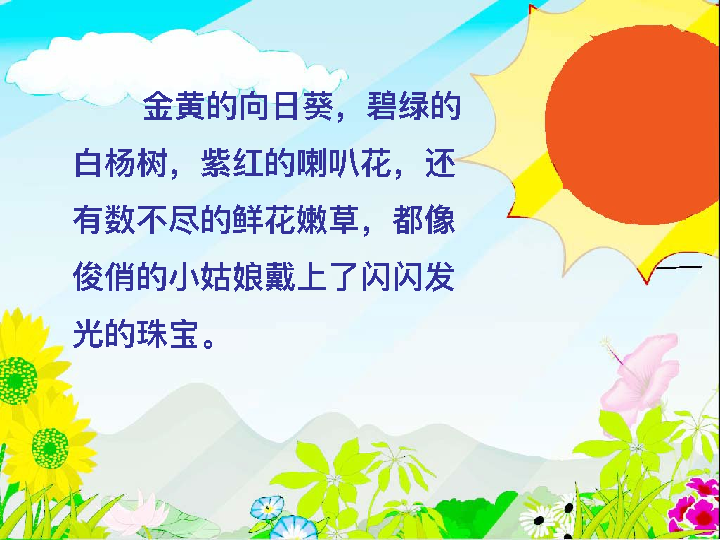 金黄的向日葵，碧绿的
白杨树，紫红的喇叭花，还
有数不尽的鲜花嫩草，都像
俊俏的小姑娘戴上了闪闪发
光的珠宝。